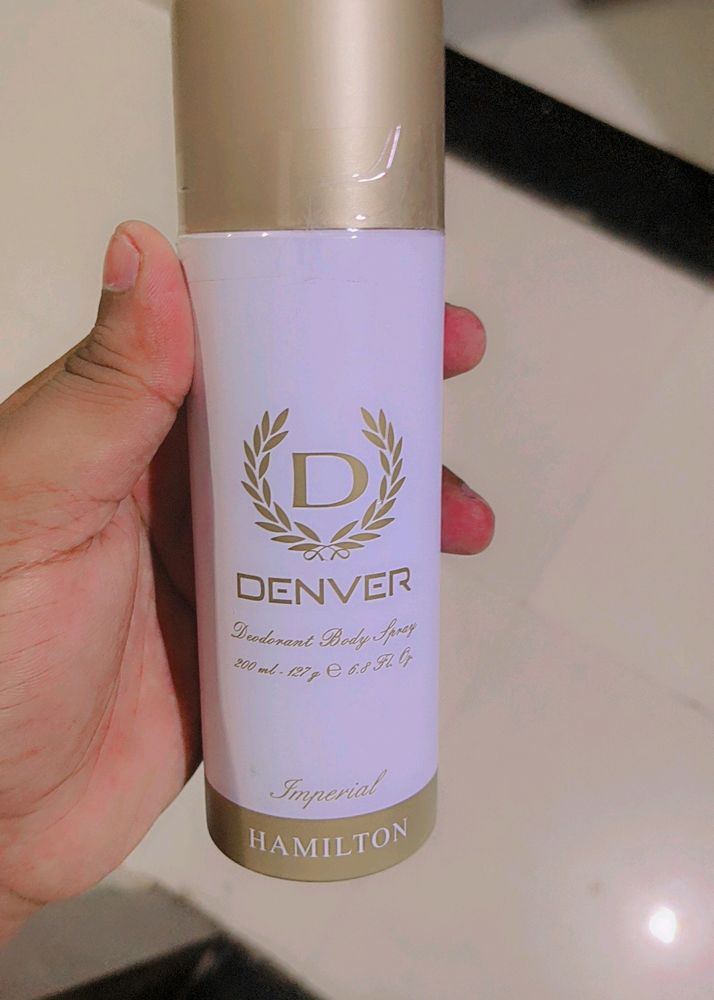 D
DENVER
Deodorant Body Spray
200 ml - 127 g ℮ 6.8 Fl. Oz
Imperial
HAMILTON